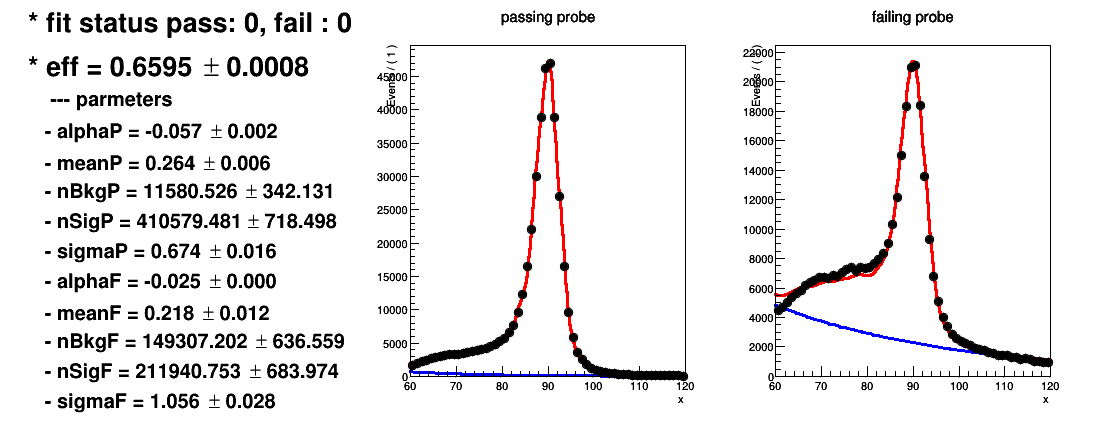 * fit status pass: 0, fail : 0
* eff = 0.6595 ± 0.0008
--- parmeters
- alphaP = -0.057 ± 0.002
- meanP = 0.264 ± 0.006
- nBkgP = 11580.526 ± 342.131
- nSigP = 410579.481 ± 718.498
- sigmaP = 0.674 ± 0.016
- alphaF = -0.025 ± 0.000
- meanF = 0.218 ± 0.012
- nBkgF = 149307.202 ± 636.559
- nSigF = 211940.753 ± 683.974
- sigmaF = 1.056 ± 0.028
passing probe
Events / ( 1 )
45000
40000
35000
30000
25000
20000
15000
10000
5000
0
60 70 80 90 100 110 120
x
failing probe
Events / ( 1 )
22000
20000
18000
16000
14000
12000
10000
8000
6000
4000
2000
0
60 70 80 90 100 110 120
x